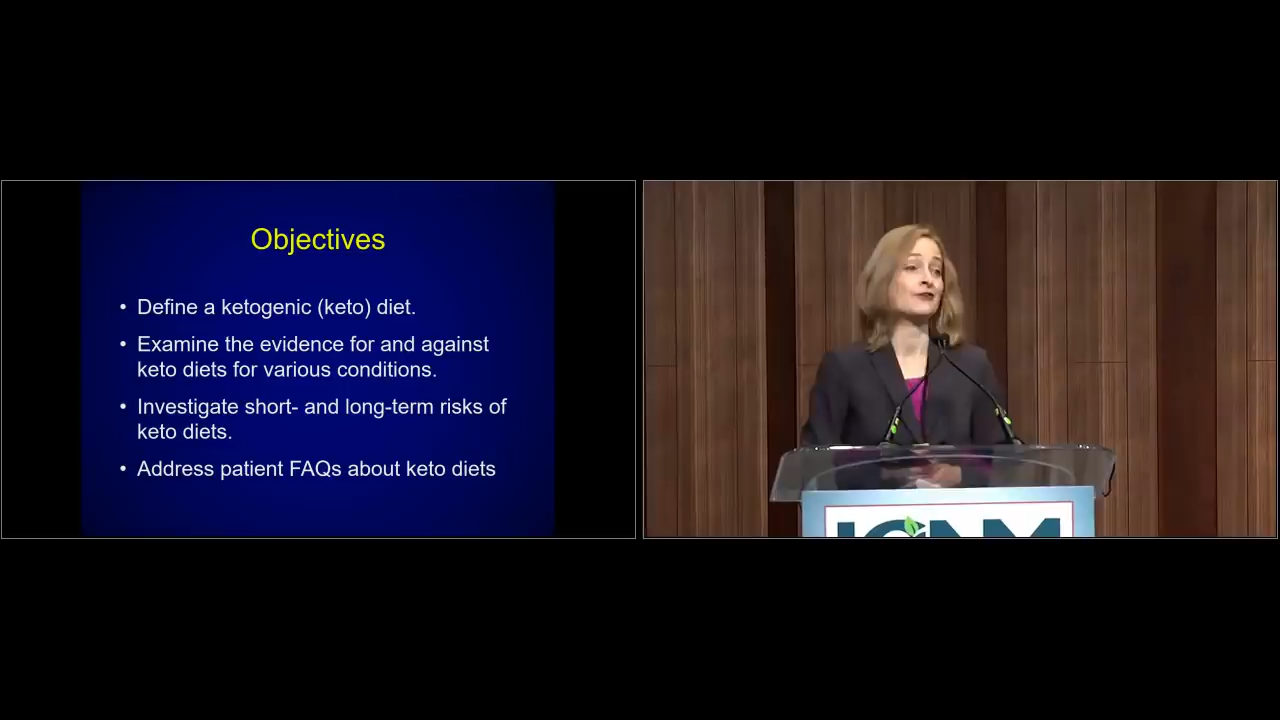 Objectives
• Define a ketogenic (keto) diet.
• Examine the evidence for and against
keto diets for various conditions.
• Investigate short- and long-term risks of
keto diets.
• Address patient FAQs about keto diets
ICNM